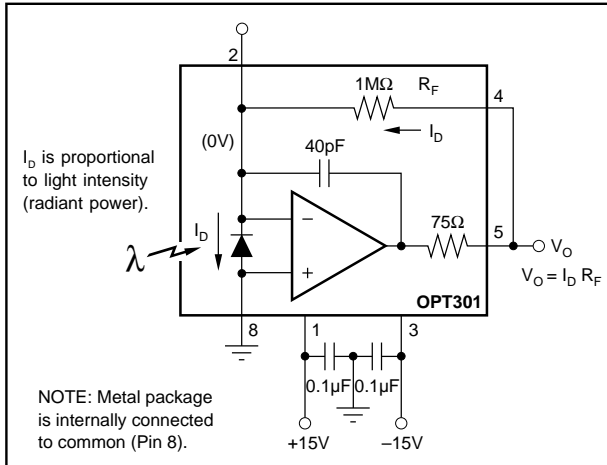 2
1MΩ R_F
4
I_D
(0V)
40pF
I_D is proportional
to light intensity
(radiant power).
I_D
λ
–
+
75Ω
5
V_O
V_O = I_D R_F
OPT301
8
1
3
0.1µF 0.1µF
+15V
–15V
NOTE: Metal package
is internally connected
to common (Pin 8).